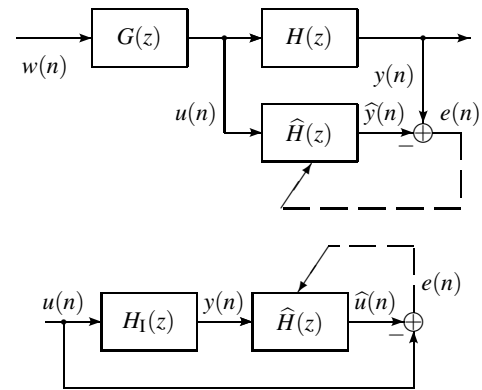 G(z) H(z)
w(n) y(n)
u(n) Ĥ(z) ŷ(n) e(n)
−
u(n) H_I(z) y(n) Ĥ(z) û(n) e(n)
−